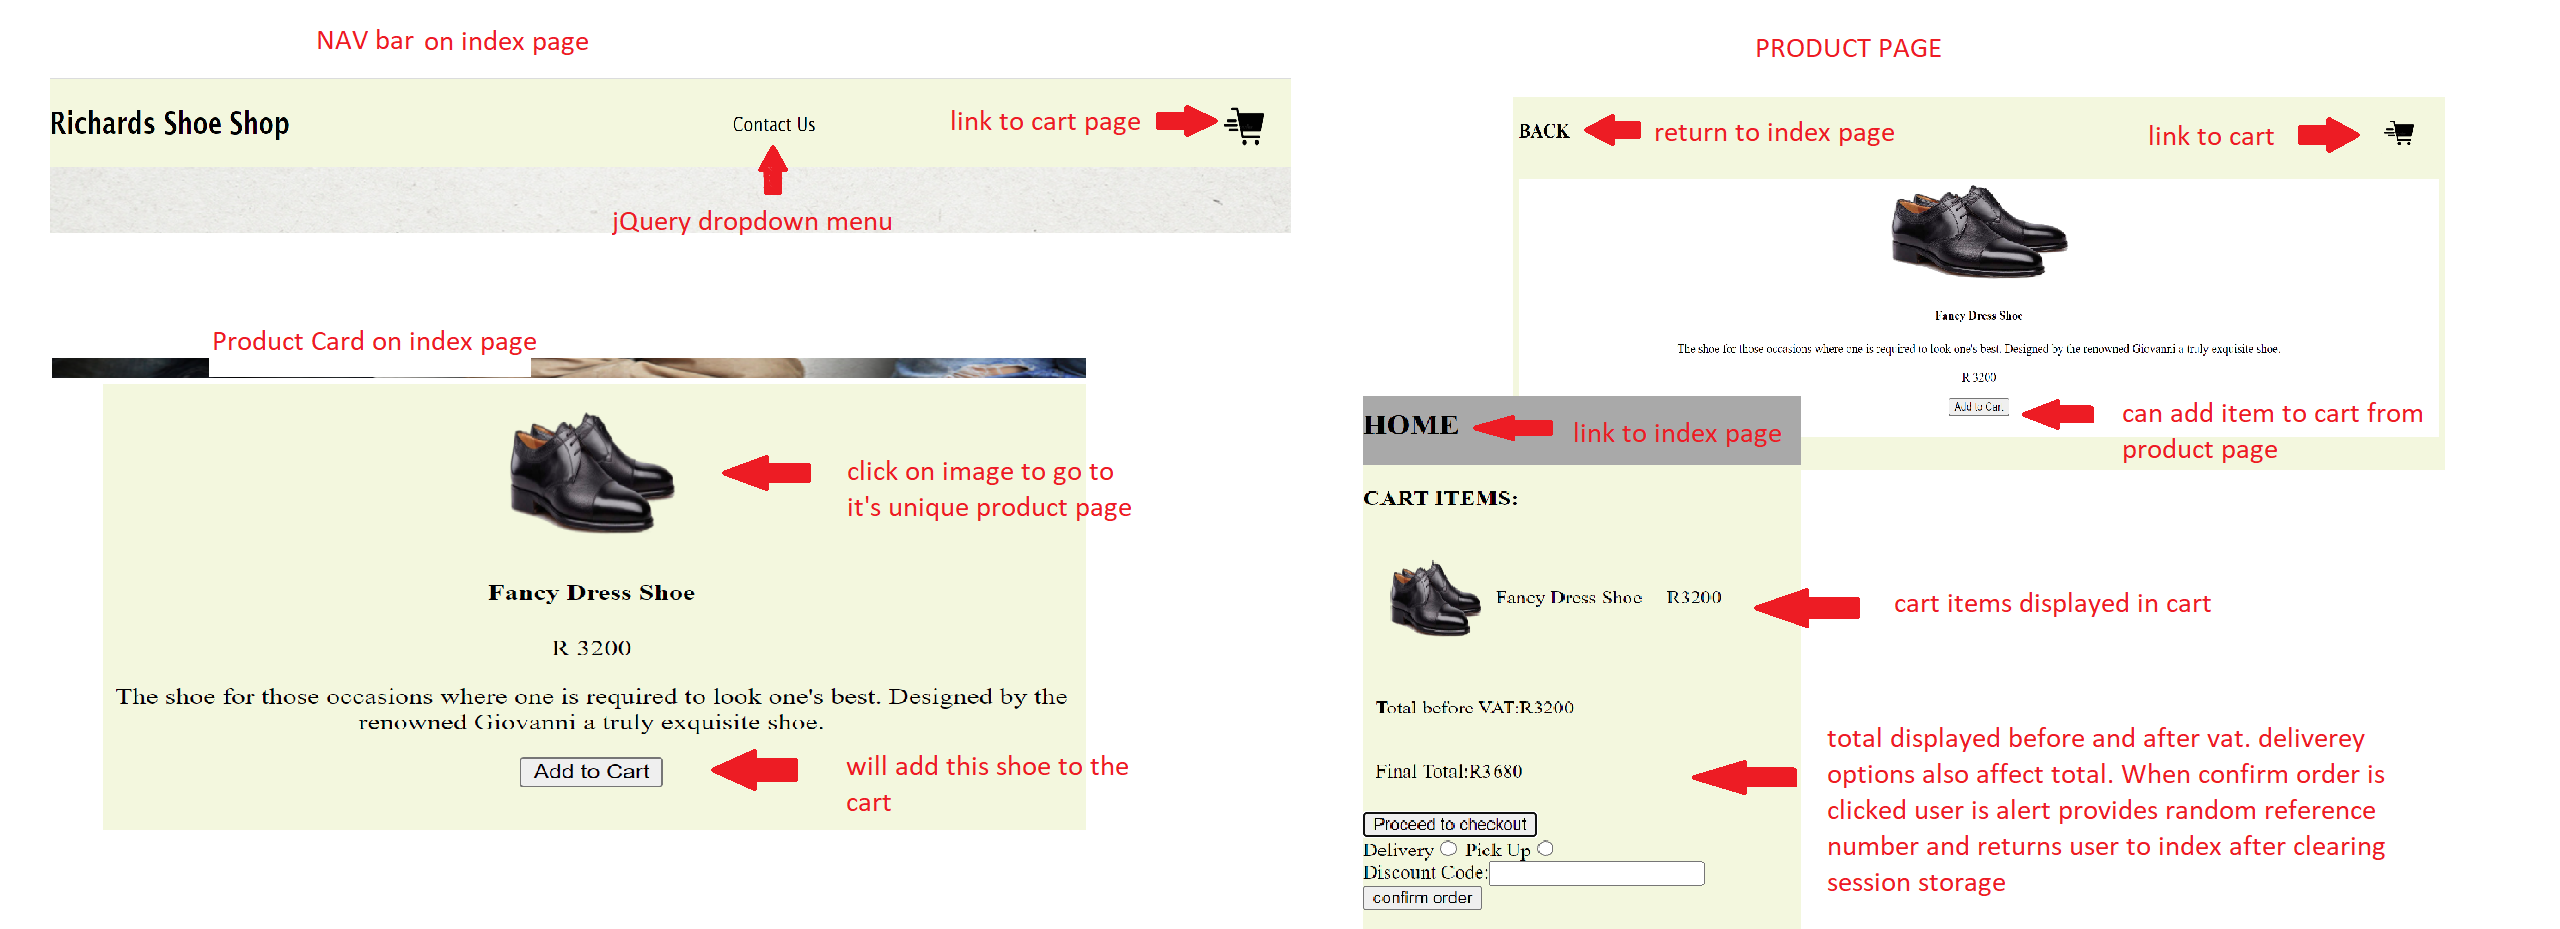 NAV bar on index page
Richards Shoe Shop
Contact Us
link to cart page
jQuery dropdown menu
Product Card on index page
click on image to go to
it's unique product page
Fancy Dress Shoe
R 3200
The shoe for those occasions where one is required to look one's best. Designed by the
renowned Giovanni a truly exquisite shoe.
Add to Cart
will add this shoe to the
cart
PRODUCT PAGE
BACK
return to index page
link to cart
Fancy Dress Shoe
The shoe for those occasions where one is required to look one's best. Designed by the renowned Giovanni a truly exquisite shoe.
R 3200
Add to Cart
can add item to cart from
product page
HOME
link to index page
CART ITEMS:
Fancy Dress Shoe R3200
cart items displayed in cart
Total before VAT:R3200
Final Total:R3680
total displayed before and after vat. deliverey
options also affect total. When confirm order is
clicked user is alert provides random reference
number and returns user to index after clearing
session storage
Proceed to checkout
Delivery Pick Up
Discount Code:
confirm order